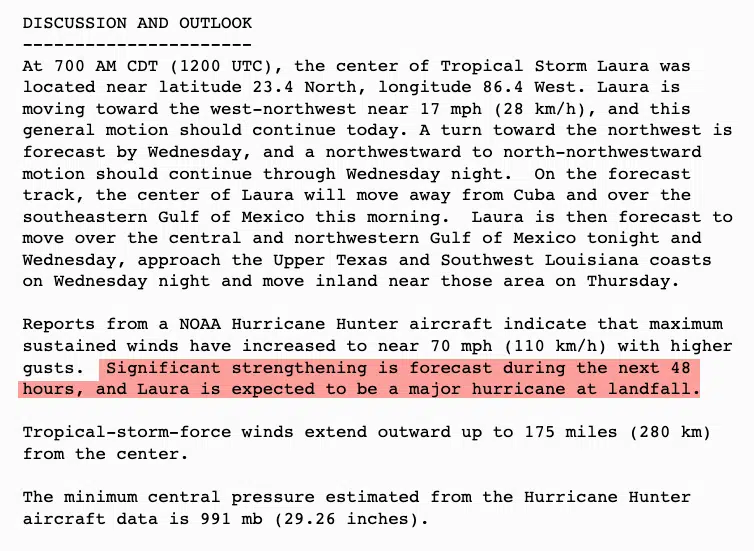 DISCUSSION AND OUTLOOK
----------------------
At 700 AM CDT (1200 UTC), the center of Tropical Storm Laura was
located near latitude 23.4 North, longitude 86.4 West. Laura is
moving toward the west-northwest near 17 mph (28 km/h), and this
general motion should continue today. A turn toward the northwest is
forecast by Wednesday, and a northwestward to north-northwestward
motion should continue through Wednesday night.  On the forecast
track, the center of Laura will move away from Cuba and over the
southeastern Gulf of Mexico this morning.  Laura is then forecast to
move over the central and northwestern Gulf of Mexico tonight and
Wednesday, approach the Upper Texas and Southwest Louisiana coasts
on Wednesday night and move inland near those area on Thursday.

Reports from a NOAA Hurricane Hunter aircraft indicate that maximum
sustained winds have increased to near 70 mph (110 km/h) with higher
gusts.  Significant strengthening is forecast during the next 48
hours, and Laura is expected to be a major hurricane at landfall.

Tropical-storm-force winds extend outward up to 175 miles (280 km)
from the center.

The minimum central pressure estimated from the Hurricane Hunter
aircraft data is 991 mb (29.26 inches).